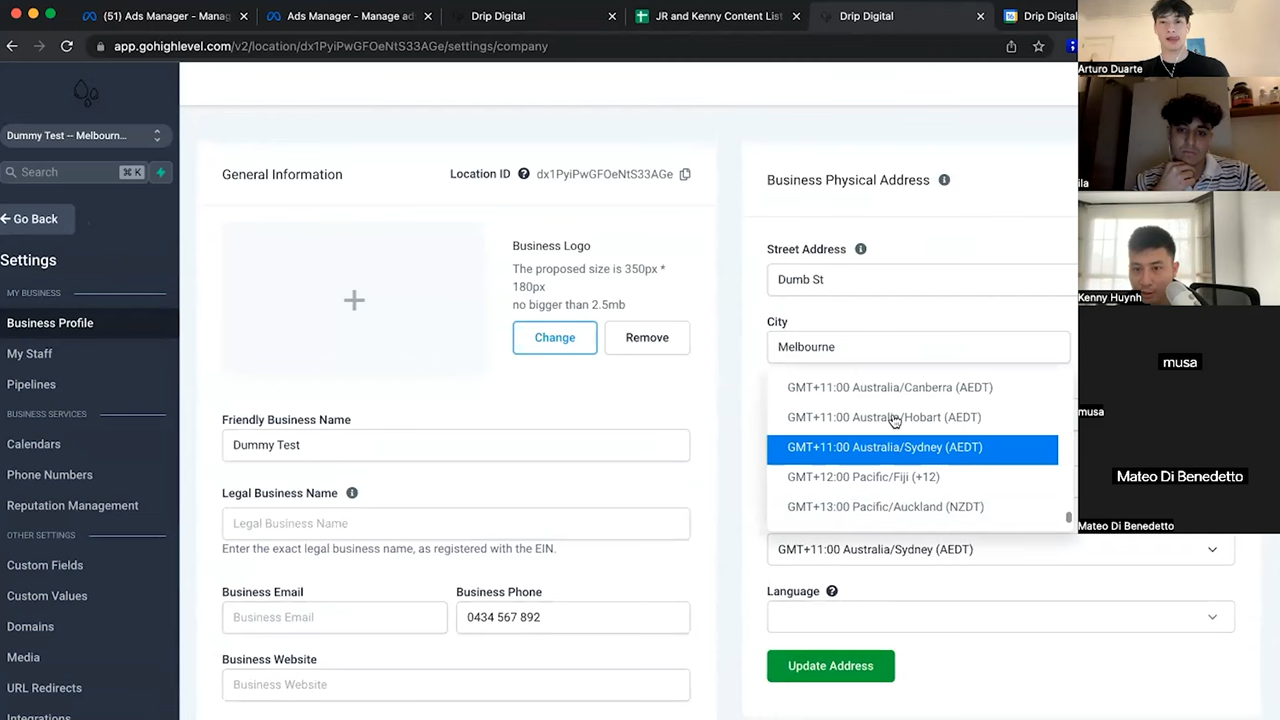 (51) Ads Manager - Manag
Ads Manager - Manage ad
Drip Digital
JR and Kenny Content List
Drip Digital
Drip Digital
app.gohighlevel.com/v2/location/dx1PyiPwGFOeNtS33AGe/settings/company
Arturo Duarte
ila
Kenny Huynh
musa
musa
Mateo Di Benedetto
Mateo Di Benedetto
Dummy Test -- Melbourn...
Search
⌘ K
Go Back
Settings
MY BUSINESS
Business Profile
My Staff
Pipelines
BUSINESS SERVICES
Calendars
Phone Numbers
Reputation Management
OTHER SETTINGS
Custom Fields
Custom Values
Domains
Media
URL Redirects
Integrations
General Information
Location ID
dx1PyiPwGFOeNtS33AGe
Business Logo
The proposed size is 350px *
180px
no bigger than 2.5mb
Change
Remove
Friendly Business Name
Dummy Test
Legal Business Name
Legal Business Name
Enter the exact legal business name, as registered with the EIN.
Business Email
Business Phone
Business Email
0434 567 892
Business Website
Business Website
Business Physical Address
Street Address
Dumb St
City
Melbourne
GMT+11:00 Australia/Canberra (AEDT)
GMT+11:00 Australia/Hobart (AEDT)
GMT+11:00 Australia/Sydney (AEDT)
GMT+12:00 Pacific/Fiji (+12)
GMT+13:00 Pacific/Auckland (NZDT)
GMT+11:00 Australia/Sydney (AEDT)
Language
Update Address